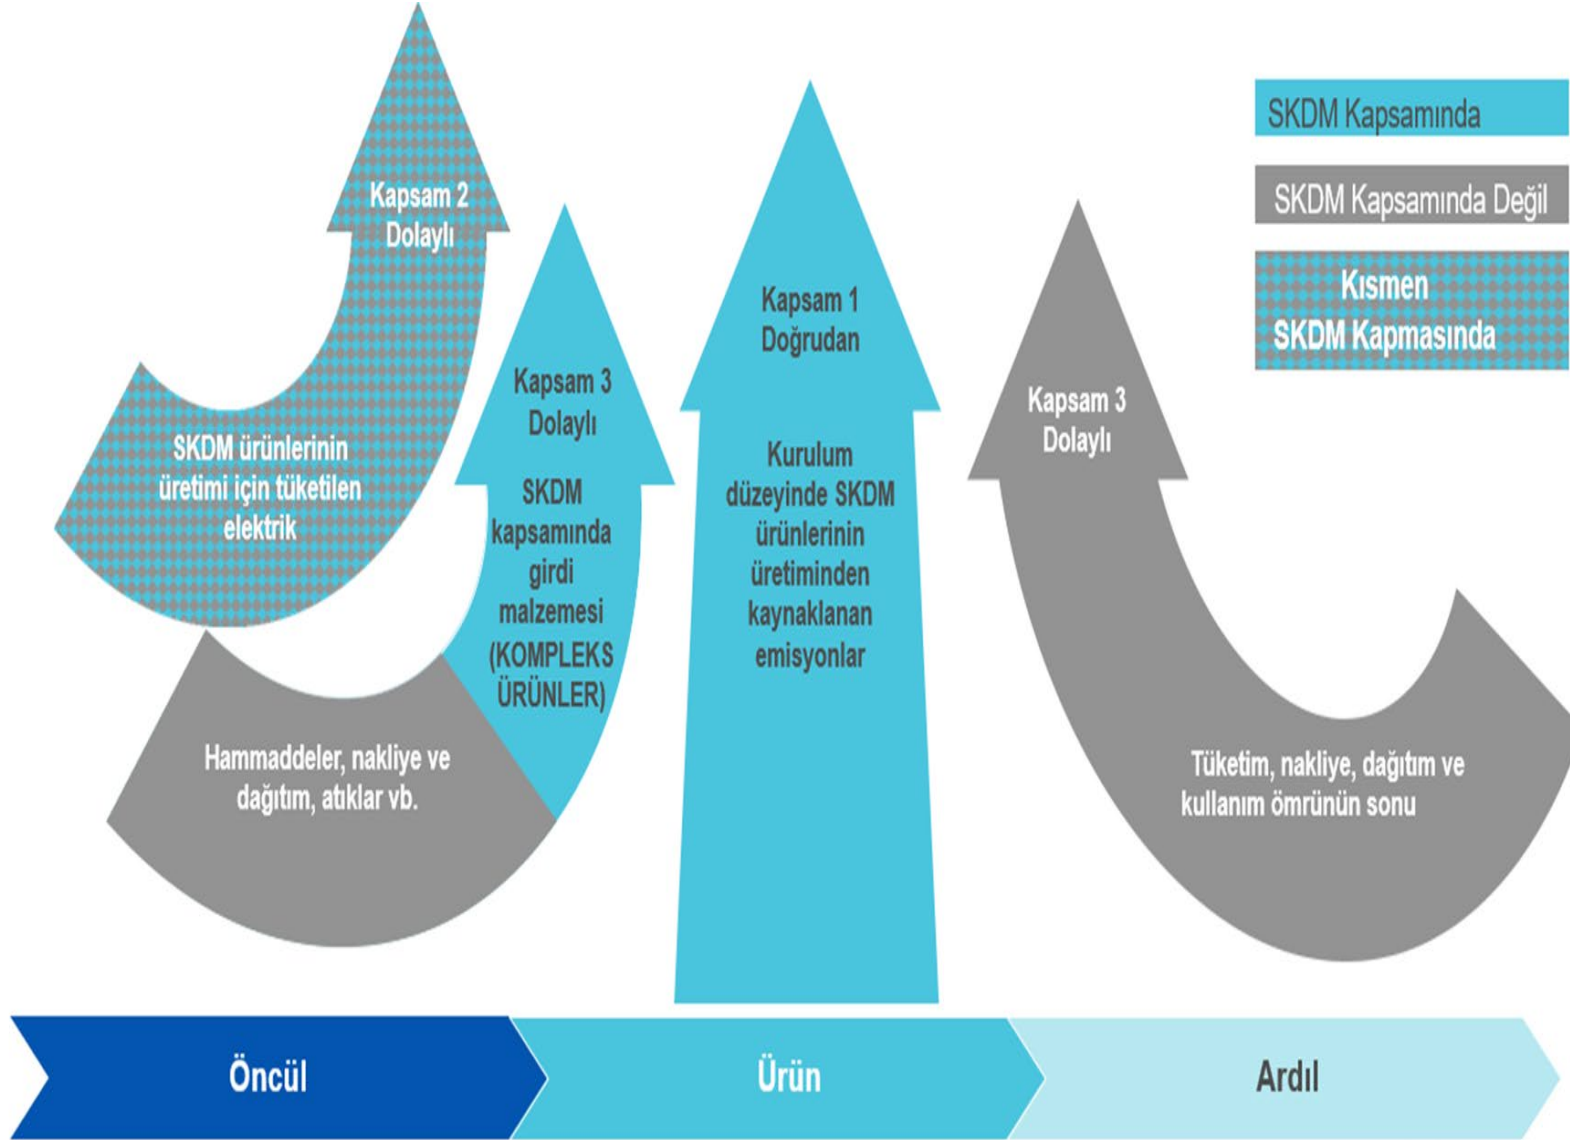 Kapsam 2
Dolaylı
SKDM ürünlerinin
üretimi için tüketilen
elektrik
Kapsam 3
Dolaylı
SKDM
kapsamında
girdi
malzemesi
(KOMPLEKS
ÜRÜNLER)
Hammaddeler, nakliye ve
dağıtım, atıklar vb.
Kapsam 1
Doğrudan
Kurulum
düzeyinde SKDM
ürünlerinin
üretiminden
kaynaklanan
emisyonlar
Kapsam 3
Dolaylı
Tüketim, nakliye, dağıtım ve
kullanım ömrünün sonu
SKDM Kapsamında
SKDM Kapsamında Değil
Kısmen
SKDM Kapmasında
Öncül
Ürün
Ardıl